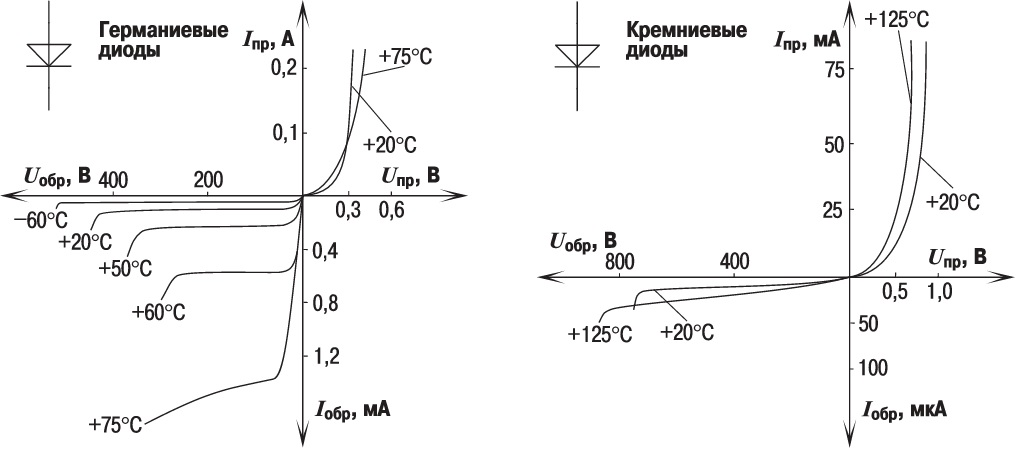 Германиевые
диоды
Iпр, А
0,2
0,1
+75°C
+20°C
Uобр, В
400
200
Uпр, В
0,3
0,6
−60°C
+20°C
+50°C
+60°C
+75°C
0,4
0,8
1,2
Iобр, мА
Кремниевые
диоды
Iпр, мА
+125°C
75
50
25
+20°C
Uобр, В
800
400
Uпр, В
0,5
1,0
+125°C
+20°C
50
100
Iобр, мкА